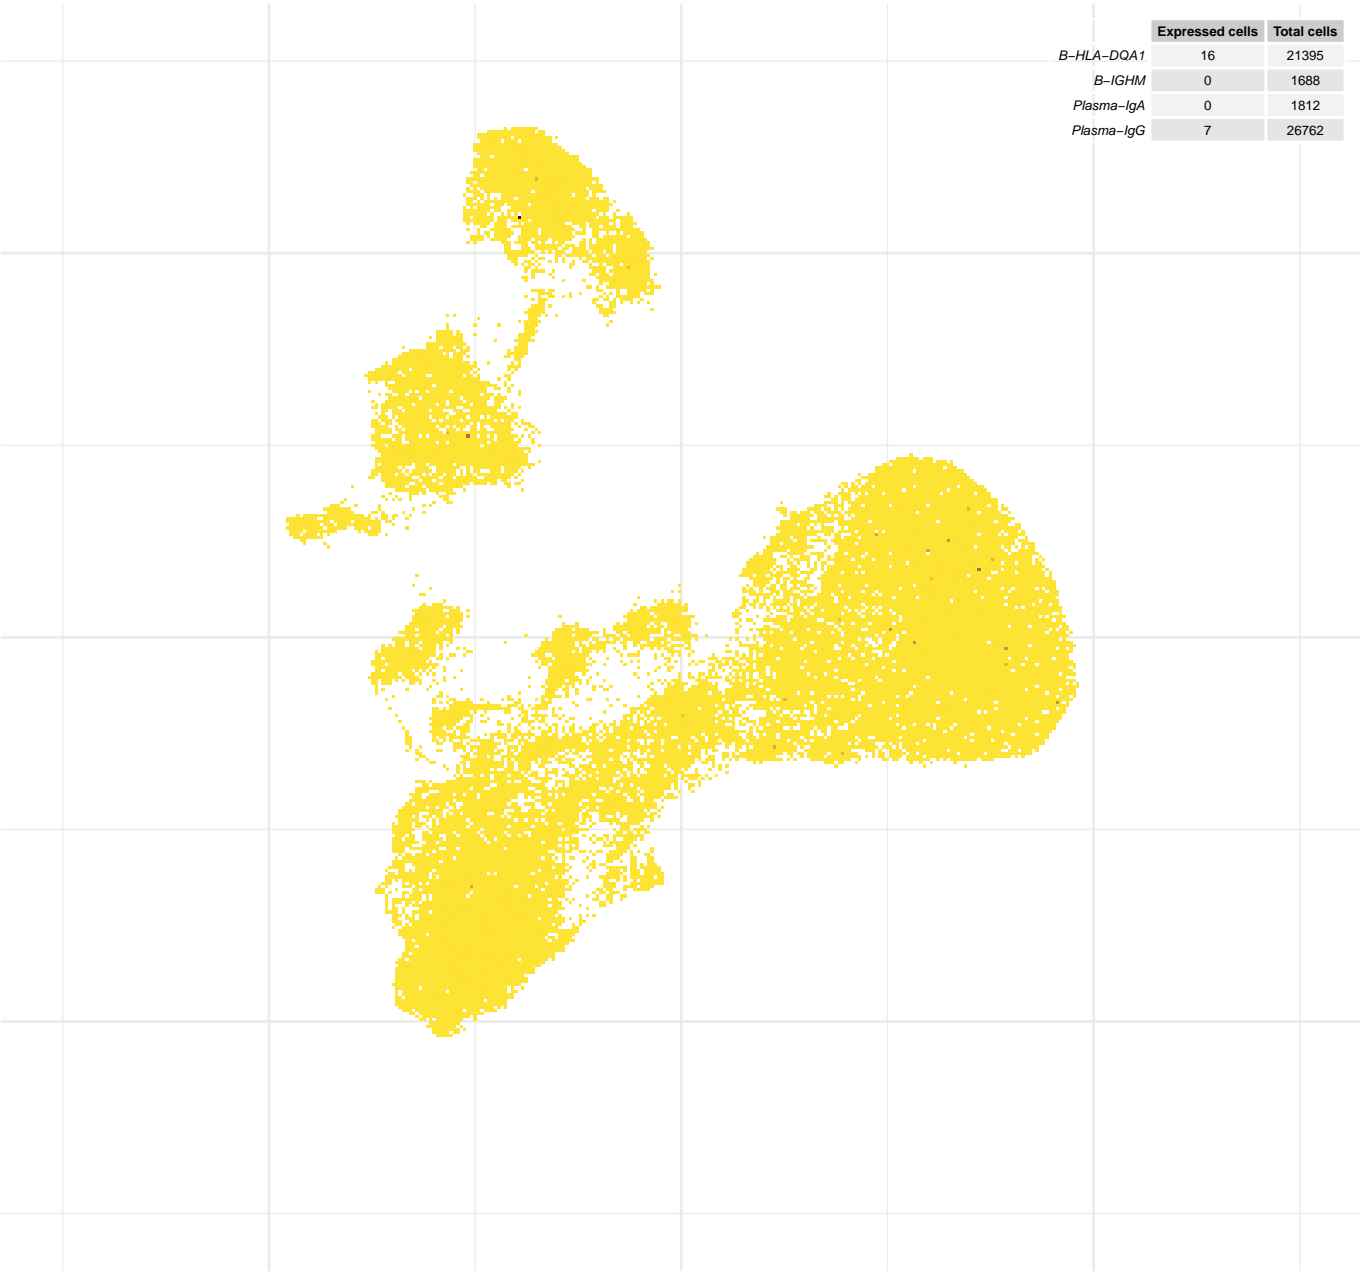 Expressed cells Total cells
B−HLA−DQA1 16 21395
B−IGHM 0 1688
Plasma−IgA 0 1812
Plasma−IgG 7 26762